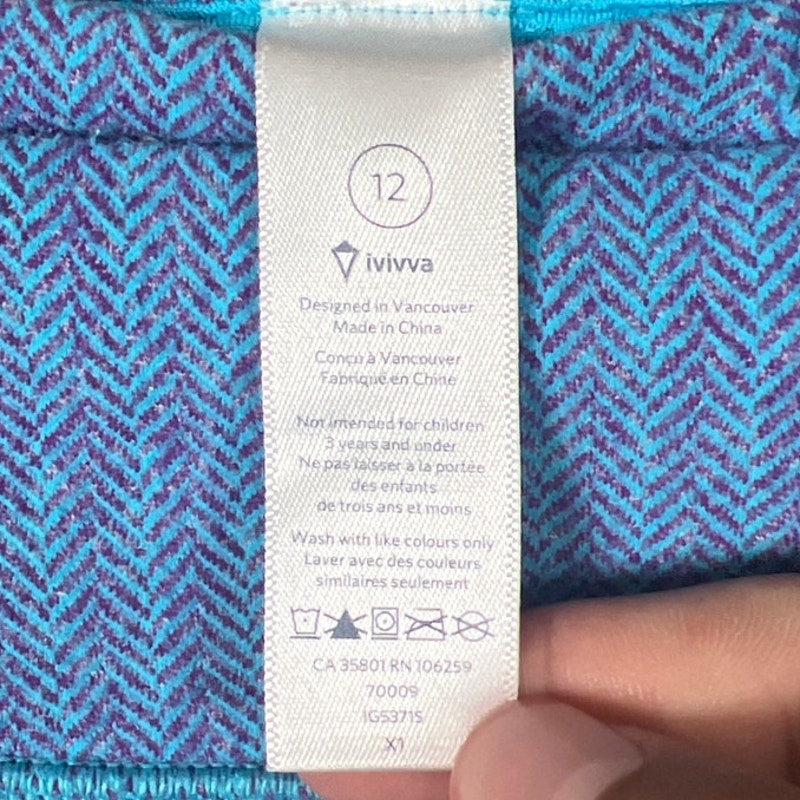 12
ivivva
Designed in Vancouver
Made in China
Conçu à Vancouver
Fabriqué en Chine
Not intended for children
3 years and under
Ne pas laisser à la portée
des enfants
de trois ans et moins
Wash with like colours only
Laver avec des couleurs
similaires seulement
CA 35801 RN 106259
70009
IG5371S
X1